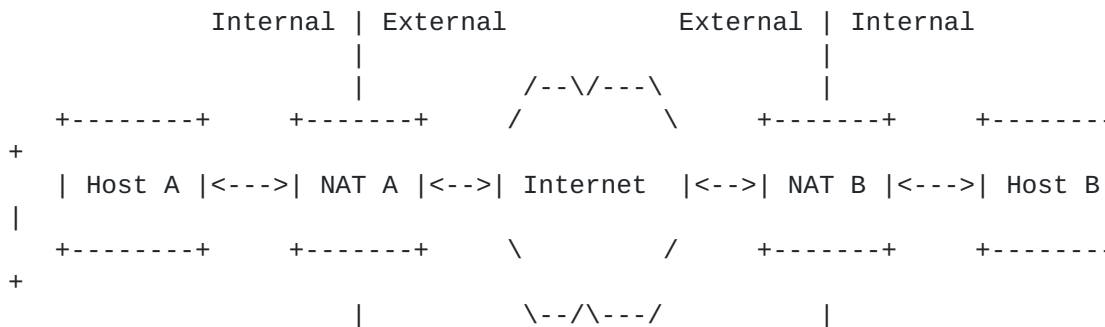 Internal | External           External | Internal
|                             |
|          /--\/---\          |
+--------+     +-------+     /         \     +-------+     +--------
+
| Host A |<--->| NAT A |<-->| Internet  |<-->| NAT B |<--->| Host B
|
+--------+     +-------+     \         /     +-------+     +--------
+
|          \--/\---/          |